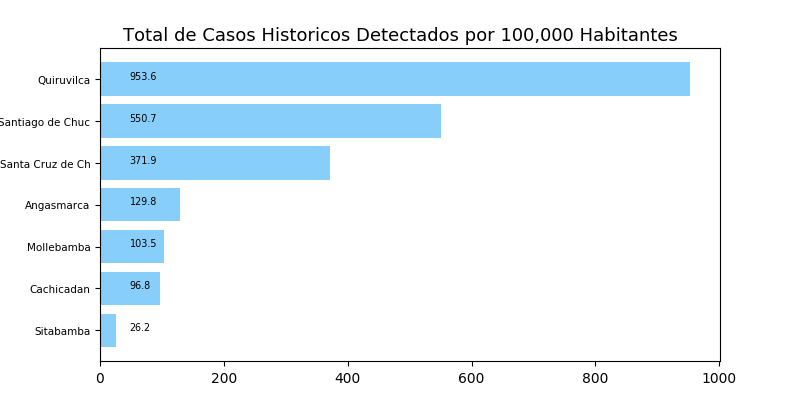 Total de Casos Historicos Detectados por 100,000 Habitantes
Quiruvilca 953.6
Santiago de Chuc 550.7
Santa Cruz de Ch 371.9
Angasmarca 129.8
Mollebamba 103.5
Cachicadan 96.8
Sitabamba 26.2
0 200 400 600 800 1000